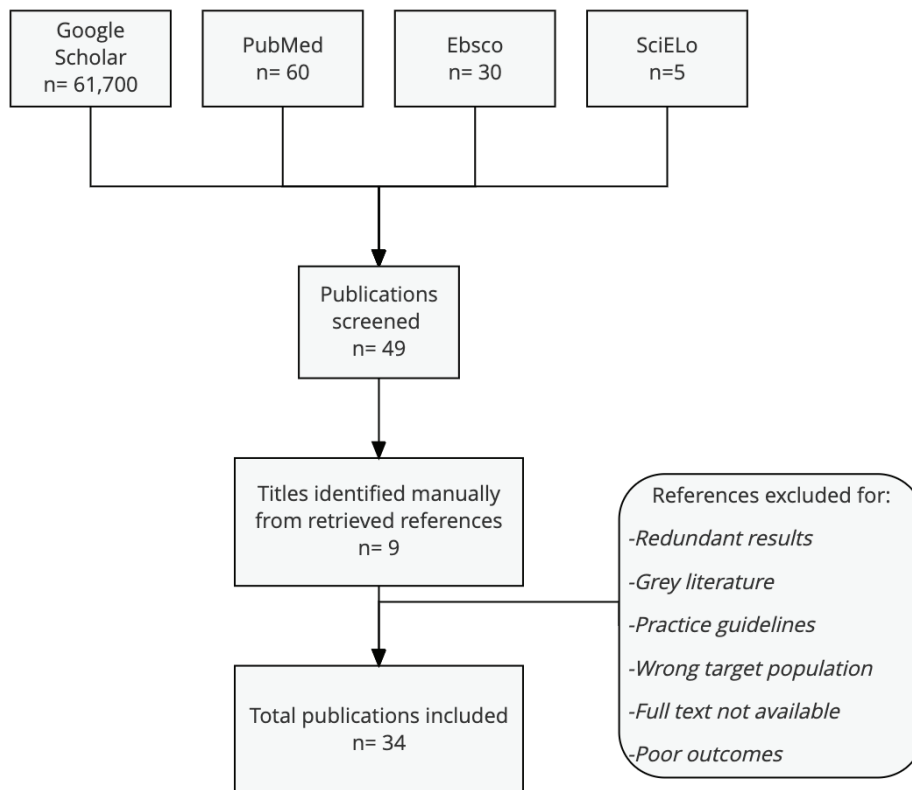 Google
Scholar
n= 61,700
PubMed
n= 60
Ebsco
n= 30
SciELo
n=5
Publications
screened
n= 49
Titles identified manually
from retrieved references
n= 9
References excluded for:
-Redundant results
-Grey literature
-Practice guidelines
-Wrong target population
-Full text not available
-Poor outcomes
Total publications included
n= 34